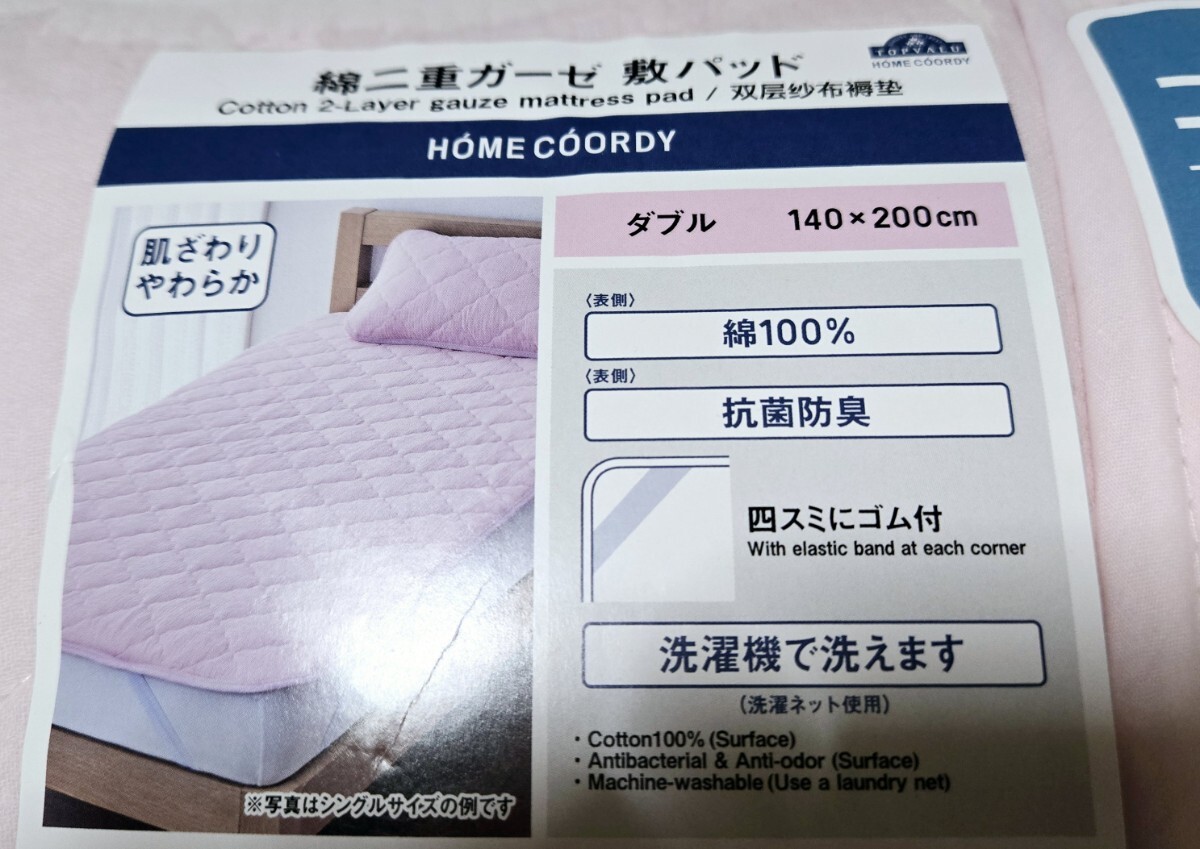 TOPVALU
HÓME CÓORDY
綿二重ガーゼ 敷パッド
Cotton 2-Layer gauze mattress pad / 双层纱布褥垫
HÓME CÓORDY
肌ざわり
やわらか
※写真はシングルサイズの例です
ダブル 140×200cm
〈表側〉
綿100%
〈表側〉
抗菌防臭
四スミにゴム付
With elastic band at each corner
洗濯機で洗えます
(洗濯ネット使用)
・Cotton100% (Surface)
・Antibacterial & Anti-odor (Surface)
・Machine-washable (Use a laundry net)